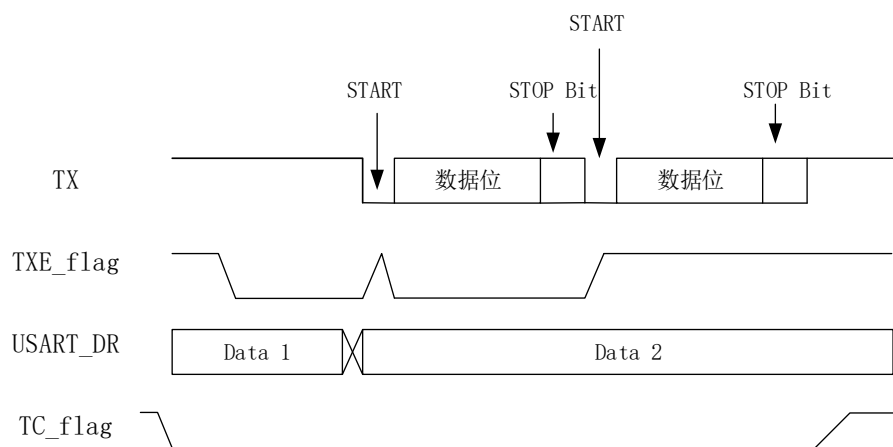 START
START
STOP Bit
STOP Bit
TX
数据位
数据位
TXE_flag
USART_DR
Data 1
Data 2
TC_flag